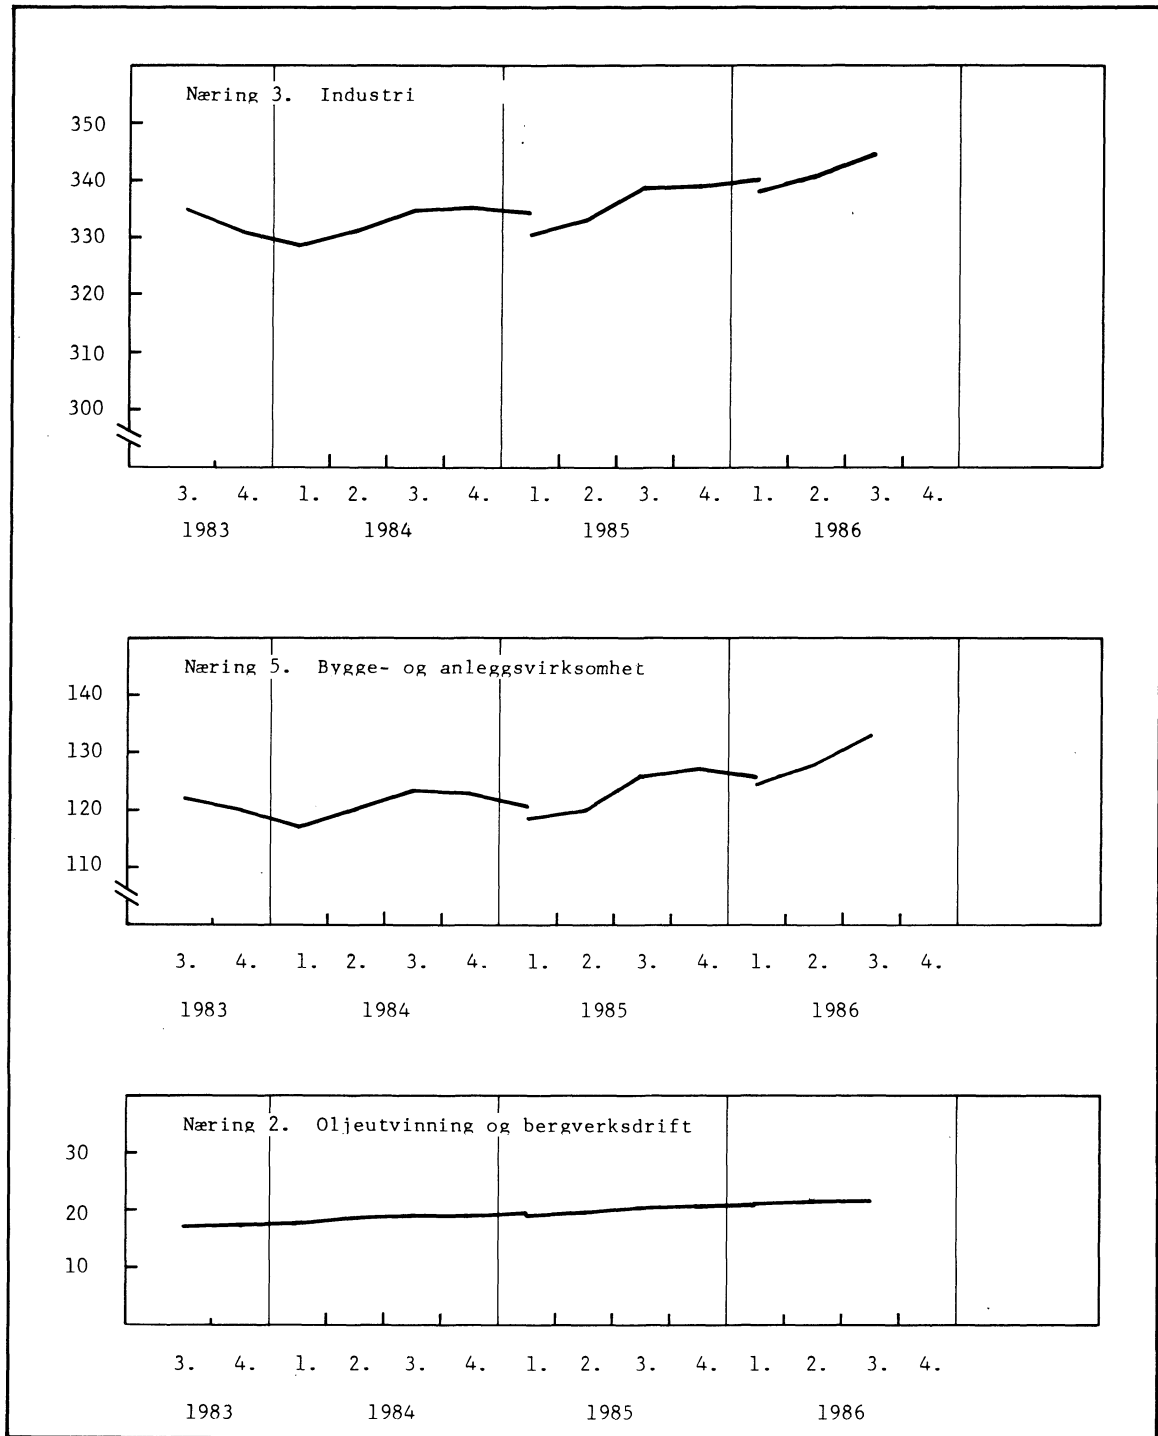 Næring 3. Industri
350
340
330
320
310
300
3. 4. 1. 2. 3. 4. 1. 2. 3. 4. 1. 2. 3. 4.
1983 1984 1985 1986
Næring 5. Bygge- og anleggsvirksomhet
140
130
120
110
3. 4. 1. 2. 3. 4. 1. 2. 3. 4. 1. 2. 3. 4.
1983 1984 1985 1986
Næring 2. Oljeutvinning og bergverksdrift
30
20
10
3. 4. 1. 2. 3. 4. 1. 2. 3. 4. 1. 2. 3. 4.
1983 1984 1985 1986